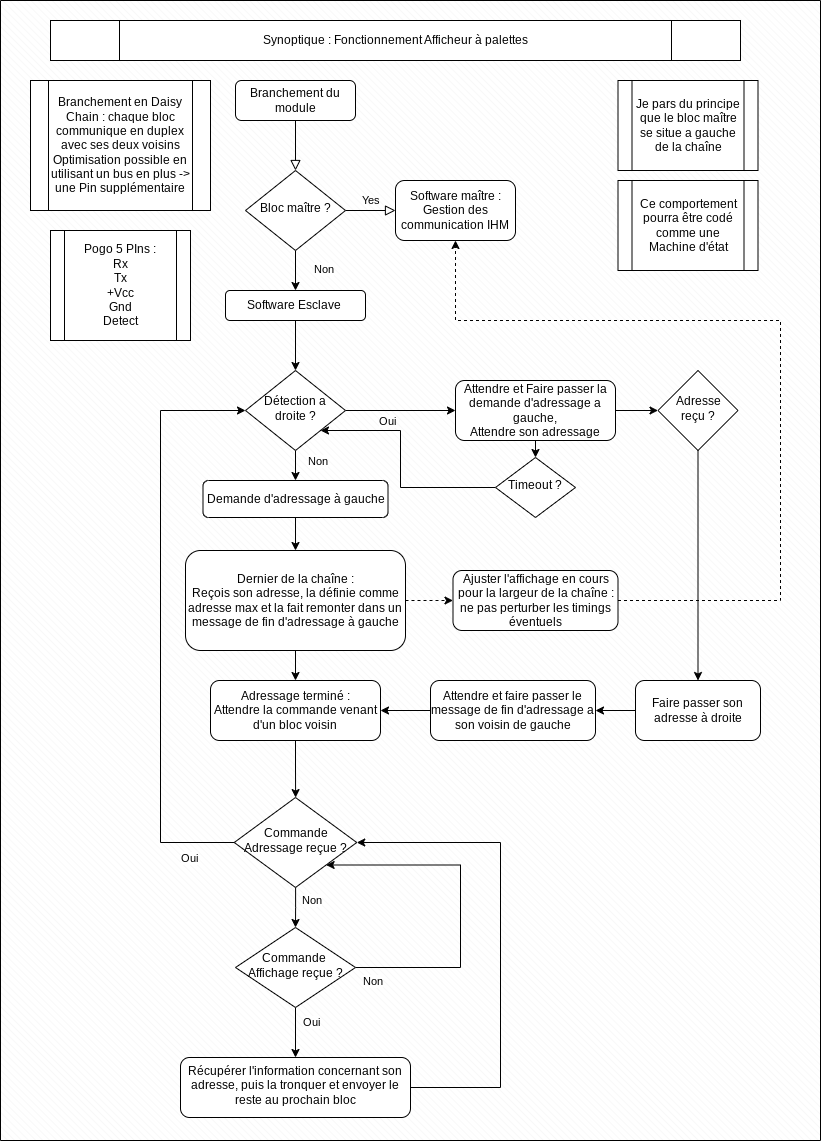 Synoptique : Fonctionnement Afficheur à palettes
Branchement en Daisy
Chain : chaque bloc
communique en duplex
avec ses deux voisins
Optimisation possible en
utilisant un bus en plus ->
une Pin supplémentaire
Branchement du
module
Je pars du principe
que le bloc maître
se situe a gauche
de la chaîne
Bloc maître ?
Yes
Software maître :
Gestion des
communication IHM
Ce comportement
pourra être codé
comme une
Machine d'état
Pogo 5 PIns :
Rx
Tx
+Vcc
Gnd
Detect
Non
Software Esclave
Détection a
droite ?
Oui
Attendre et Faire passer la
demande d'adressage a
gauche,
Attendre son adressage
Adresse
reçu ?
Non
Timeout ?
Demande d'adressage à gauche
Dernier de la chaîne :
Reçois son adresse, la définie comme
adresse max et la fait remonter dans un
message de fin d'adressage à gauche
Ajuster l'affichage en cours
pour la largeur de la chaîne :
ne pas perturber les timings
éventuels
Adressage terminé :
Attendre la commande venant
d'un bloc voisin
Attendre et faire passer le
message de fin d'adressage a
son voisin de gauche
Faire passer son
adresse à droite
Commande
Adressage reçue ?
Oui
Non
Commande
Affichage reçue ?
Non
Oui
Récupérer l'information concernant son
adresse, puis la tronquer et envoyer le
reste au prochain bloc